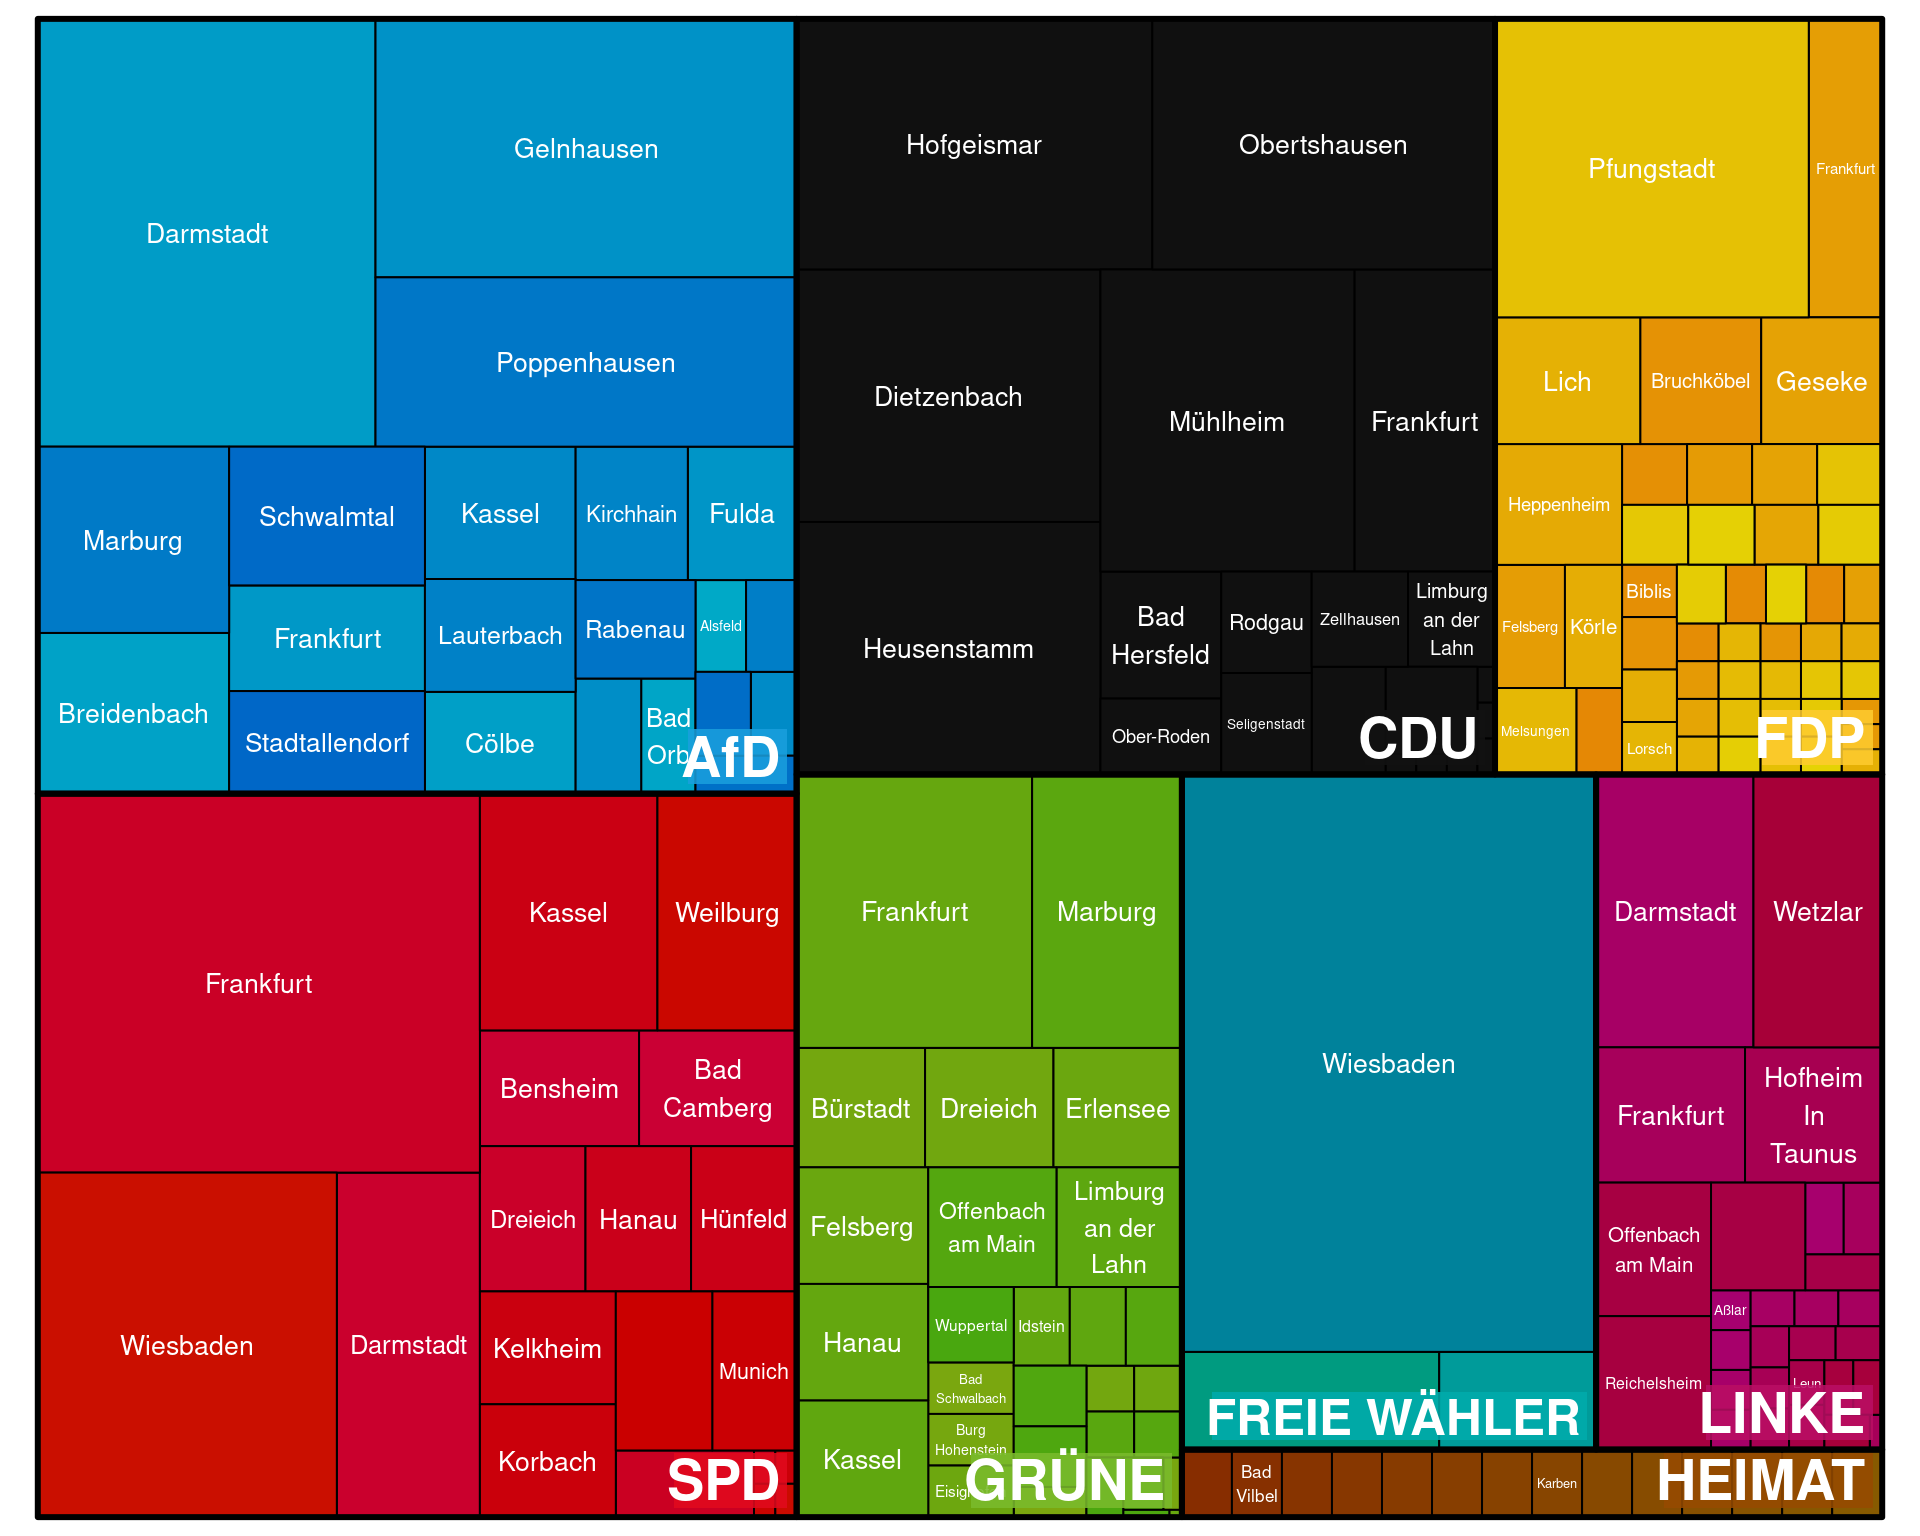 Darmstadt
Gelnhausen
Poppenhausen
Marburg
Schwalmtal
Kassel
Kirchhain
Fulda
Frankfurt
Lauterbach
Rabenau
Alsfeld
Breidenbach
Stadtallendorf
Cölbe
Bad
Orb
AfD
Hofgeismar
Obertshausen
Dietzenbach
Mühlheim
Frankfurt
Heusenstamm
Bad
Hersfeld
Rodgau
Zellhausen
Limburg
an der
Lahn
Ober-Roden
Seligenstadt
CDU
Pfungstadt
Frankfurt
Lich
Bruchköbel
Geseke
Heppenheim
Felsberg
Körle
Biblis
Melsungen
Lorsch
FDP
Frankfurt
Kassel
Weilburg
Bensheim
Bad
Camberg
Dreieich
Hanau
Hünfeld
Wiesbaden
Darmstadt
Kelkheim
Munich
Korbach
SPD
Frankfurt
Marburg
Bürstadt
Dreieich
Erlensee
Felsberg
Offenbach
am Main
Limburg
an der
Lahn
Hanau
Wuppertal
Idstein
Bad
Schwalbach
Burg
Hohenstein
Kassel
GRÜNE
Wiesbaden
FREIE WÄHLER
Darmstadt
Wetzlar
Frankfurt
Hofheim
In
Taunus
Offenbach
am Main
Aßlar
Reichelsheim
Leun
LINKE
Bad
Vilbel
Karben
HEIMAT